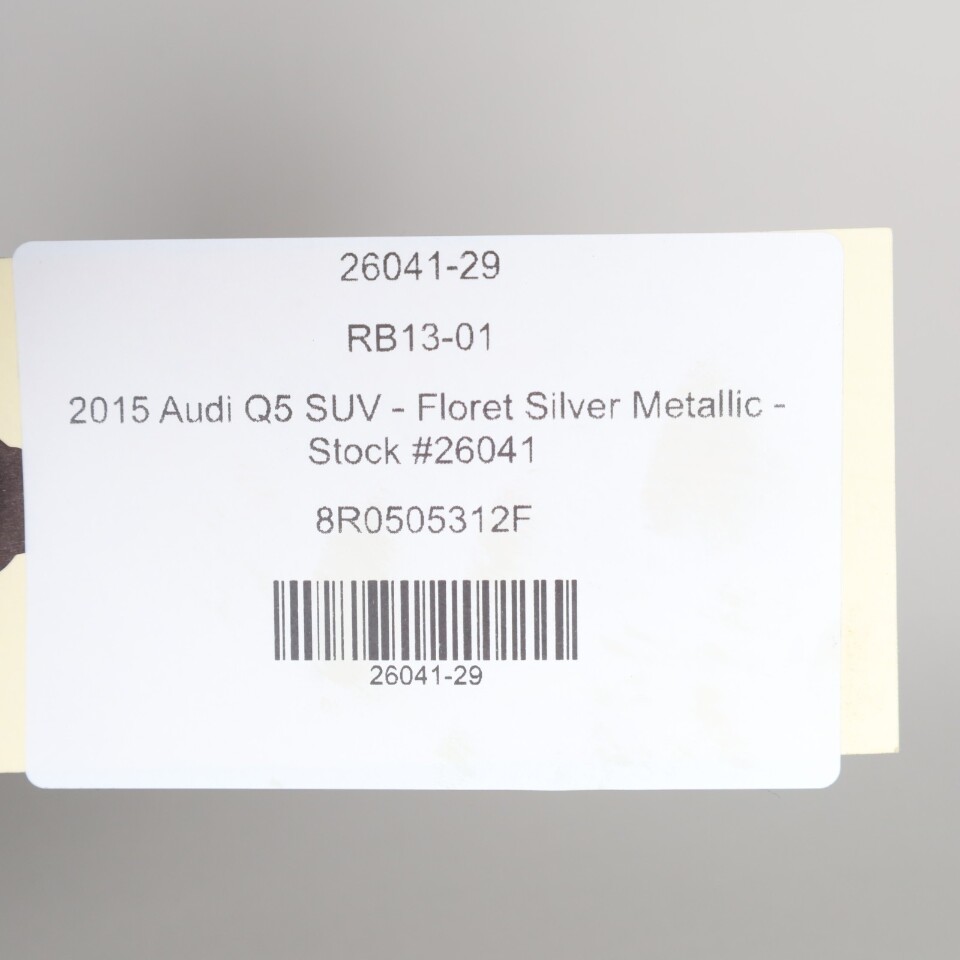 26041-29
RB13-01
2015 Audi Q5 SUV - Floret Silver Metallic -
Stock #26041
8R0505312F
26041-29